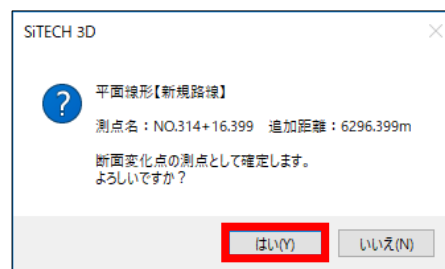 SiTECH 3D
平面線形【新規路線】
測点名：NO.314+16.399 追加距離：6296.399m
断面変化点の測点として確定します。
よろしいですか？
はい(Y) いいえ(N)